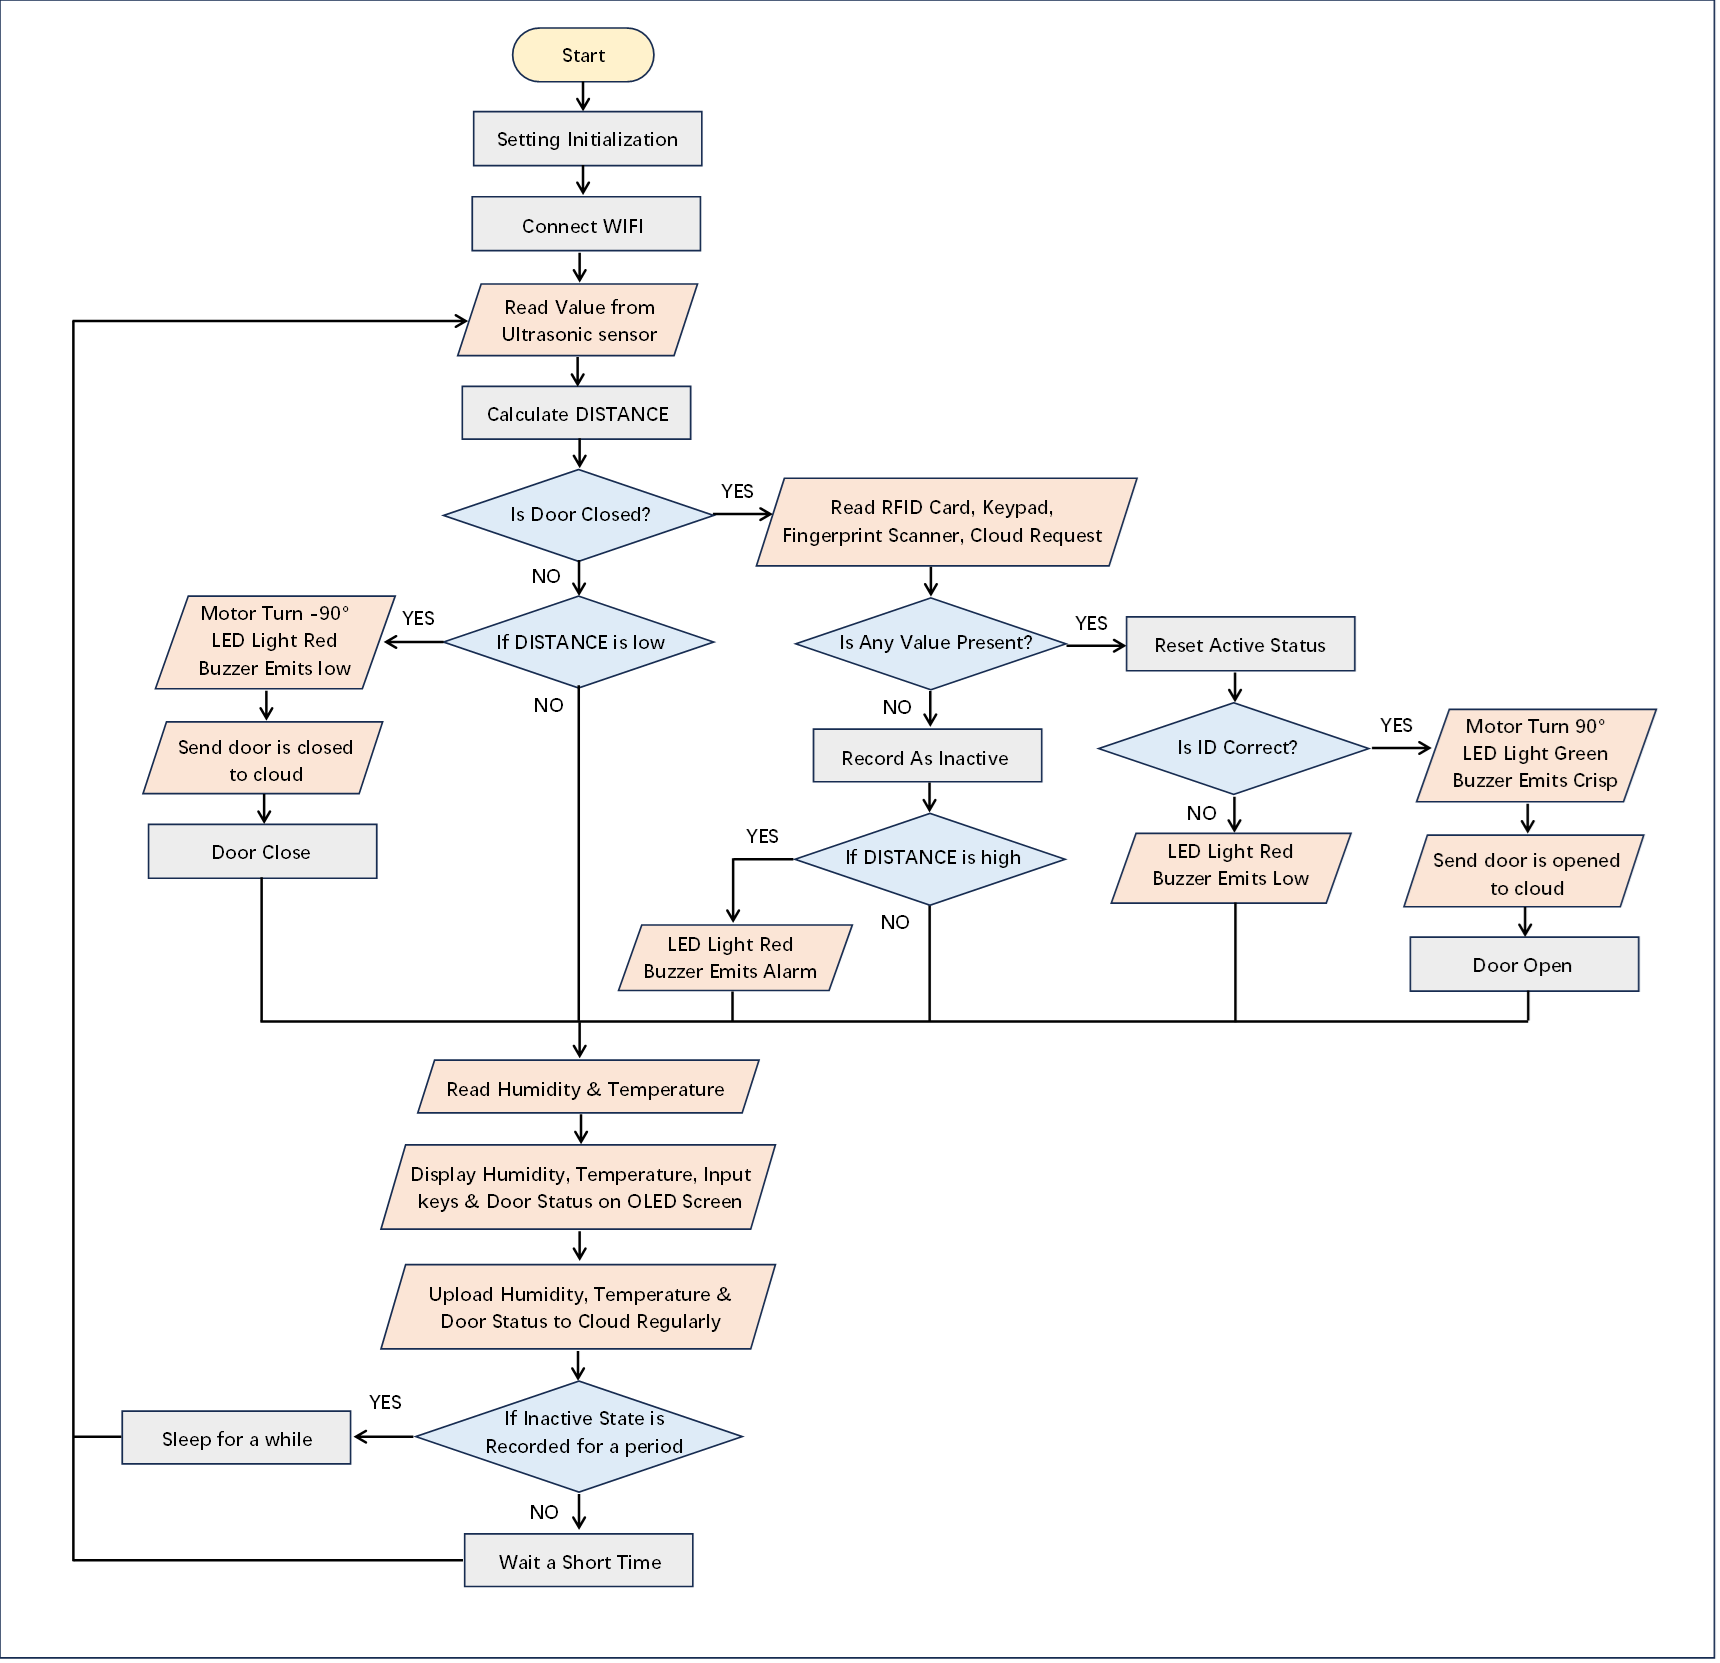 Start
Setting Initialization
Connect WIFI
Read Value from
Ultrasonic sensor
Calculate DISTANCE
Is Door Closed?
YES
Read RFID Card, Keypad,
Fingerprint Scanner, Cloud Request
NO
If DISTANCE is low
YES
Motor Turn -90°
LED Light Red
Buzzer Emits low
Send door is closed
to cloud
Door Close
NO
Is Any Value Present?
YES
Reset Active Status
NO
Record As Inactive
If DISTANCE is high
YES
LED Light Red
Buzzer Emits Alarm
NO
Is ID Correct?
YES
Motor Turn 90°
LED Light Green
Buzzer Emits Crisp
NO
LED Light Red
Buzzer Emits Low
Send door is opened
to cloud
Door Open
Read Humidity & Temperature
Display Humidity, Temperature, Input
keys & Door Status on OLED Screen
Upload Humidity, Temperature &
Door Status to Cloud Regularly
If Inactive State is
Recorded for a period
YES
Sleep for a while
NO
Wait a Short Time